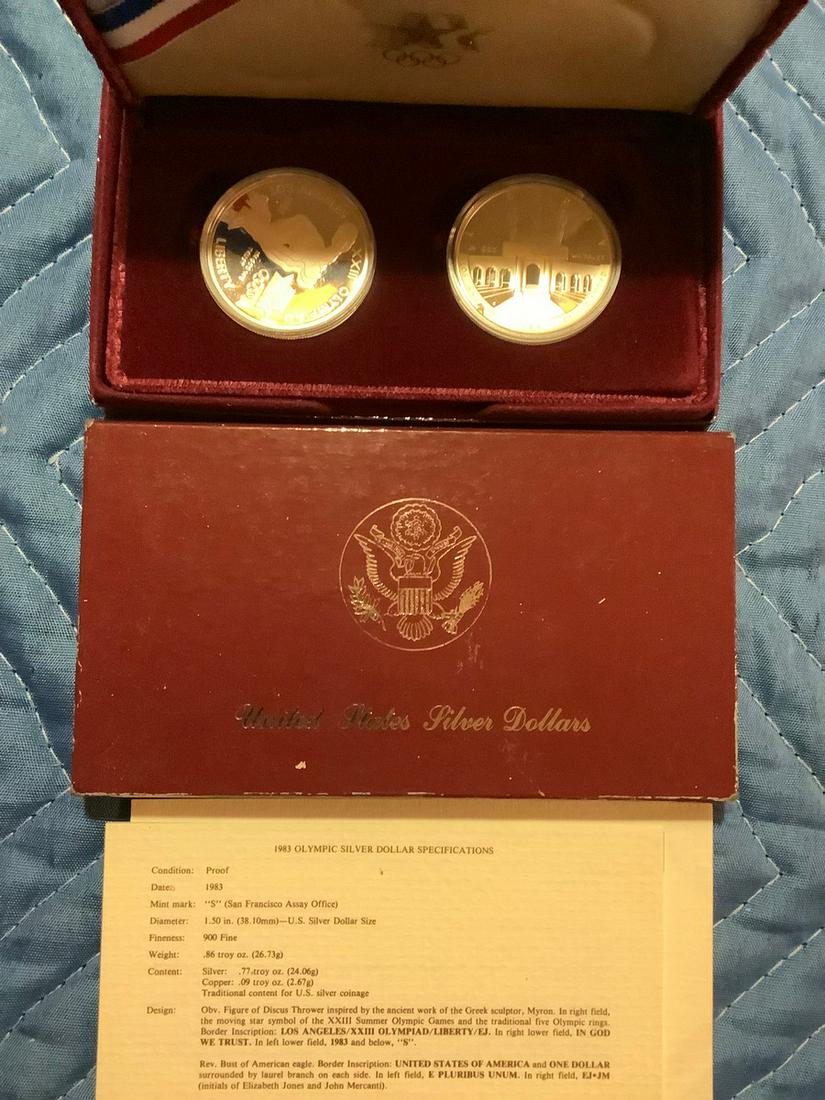 LOS ANGELES
XXIII OLYMPIAD
LIBERTY
United States Silver Dollars
1983 OLYMPIC SILVER DOLLAR SPECIFICATIONS
Condition: Proof
Date: 1983
Mint mark: "S" (San Francisco Assay Office)
Diameter: 1.50 in. (38.10mm)—U.S. Silver Dollar Size
Fineness: 900 Fine
Weight: .86 troy oz. (26.73g)
Content: Silver: .77 troy oz. (24.06g)
Copper: .09 troy oz. (2.67g)
Traditional content for U.S. silver coinage
Design: Obv. Figure of Discus Thrower inspired by the ancient work of the Greek sculptor, Myron. In right field,
the moving star symbol of the XXIII Summer Olympic Games and the traditional five Olympic rings.
Border Inscription: LOS ANGELES/XXIII OLYMPIAD/LIBERTY/EJ. In right lower field, IN GOD
WE TRUST. In left lower field, 1983 and below, "S".
Rev. Bust of American eagle. Border Inscription: UNITED STATES OF AMERICA and ONE DOLLAR
surrounded by laurel branch on each side. In left field, E PLURIBUS UNUM. In right field, EJ•JM
(initials of Elizabeth Jones and John Mercanti).